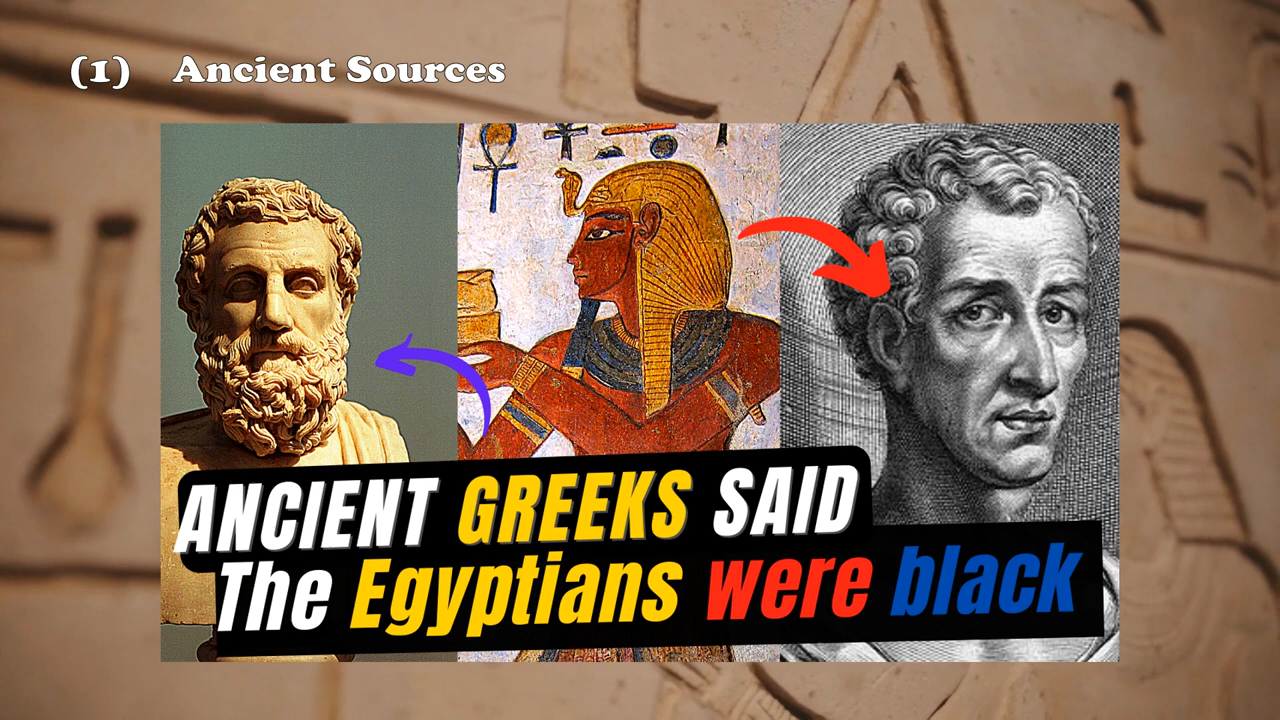 (1) Ancient Sources
ANCIENT GREEKS SAID
The Egyptians were black